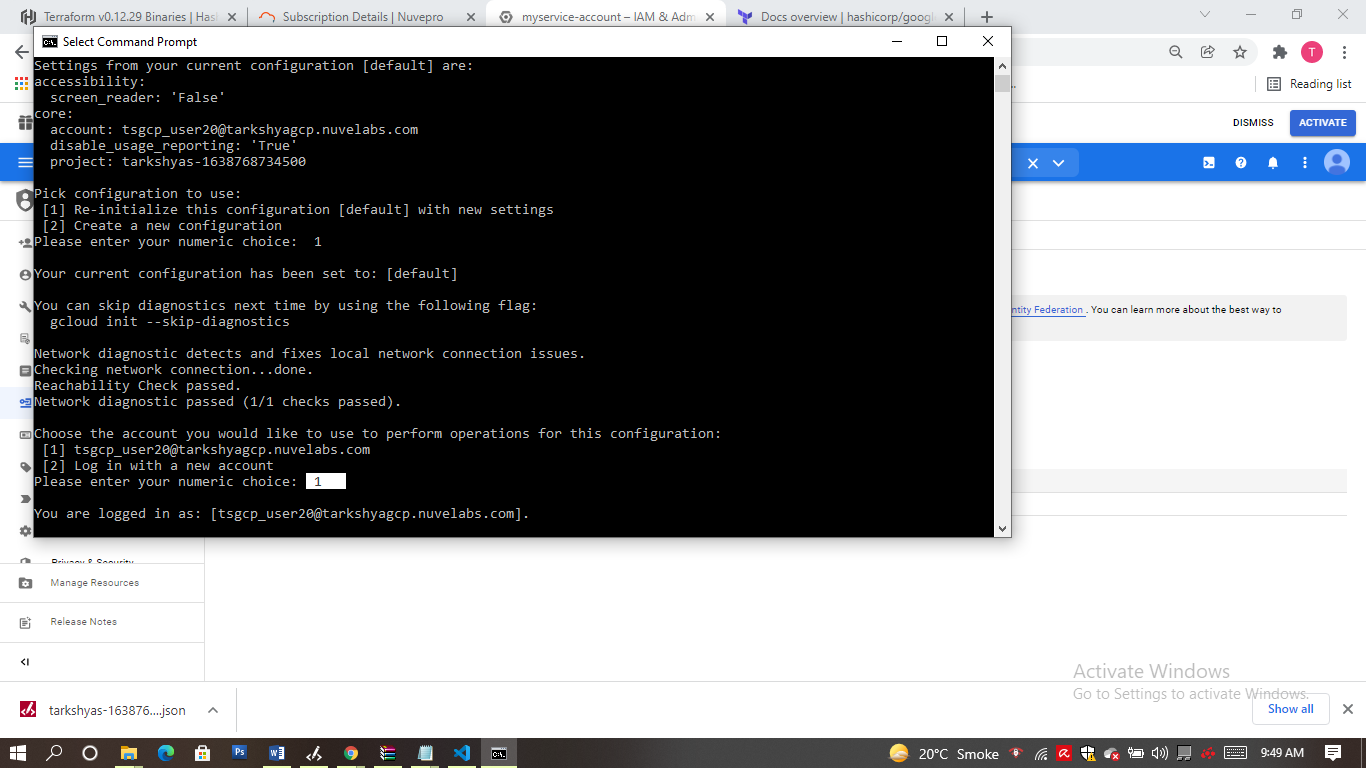 Terraform v0.12.29 Binaries | Hash
Subscription Details | Nuvepro
myservice-account – IAM & Adm
Docs overview | hashicorp/googl
Select Command Prompt
T
Reading list
DISMISS
ACTIVATE
Settings from your current configuration [default] are:
accessibility:
screen_reader: 'False'
core:
account: tsgcp_user20@tarkshyagcp.nuvelabs.com
disable_usage_reporting: 'True'
project: tarkshyas-1638768734500
Pick configuration to use:
[1] Re-initialize this configuration [default] with new settings
[2] Create a new configuration
Please enter your numeric choice: 1
Your current configuration has been set to: [default]
You can skip diagnostics next time by using the following flag:
gcloud init --skip-diagnostics
Network diagnostic detects and fixes local network connection issues.
Checking network connection...done.
Reachability Check passed.
Network diagnostic passed (1/1 checks passed).
Choose the account you would like to use to perform operations for this configuration:
[1] tsgcp_user20@tarkshyagcp.nuvelabs.com
[2] Log in with a new account
Please enter your numeric choice: 1
You are logged in as: [tsgcp_user20@tarkshyagcp.nuvelabs.com].
ntity Federation . You can learn more about the best way to
Privacy & Security
Manage Resources
Release Notes
Activate Windows
Go to Settings to activate Windows.
tarkshyas-163876....json
Show all
20°C Smoke
9:49 AM